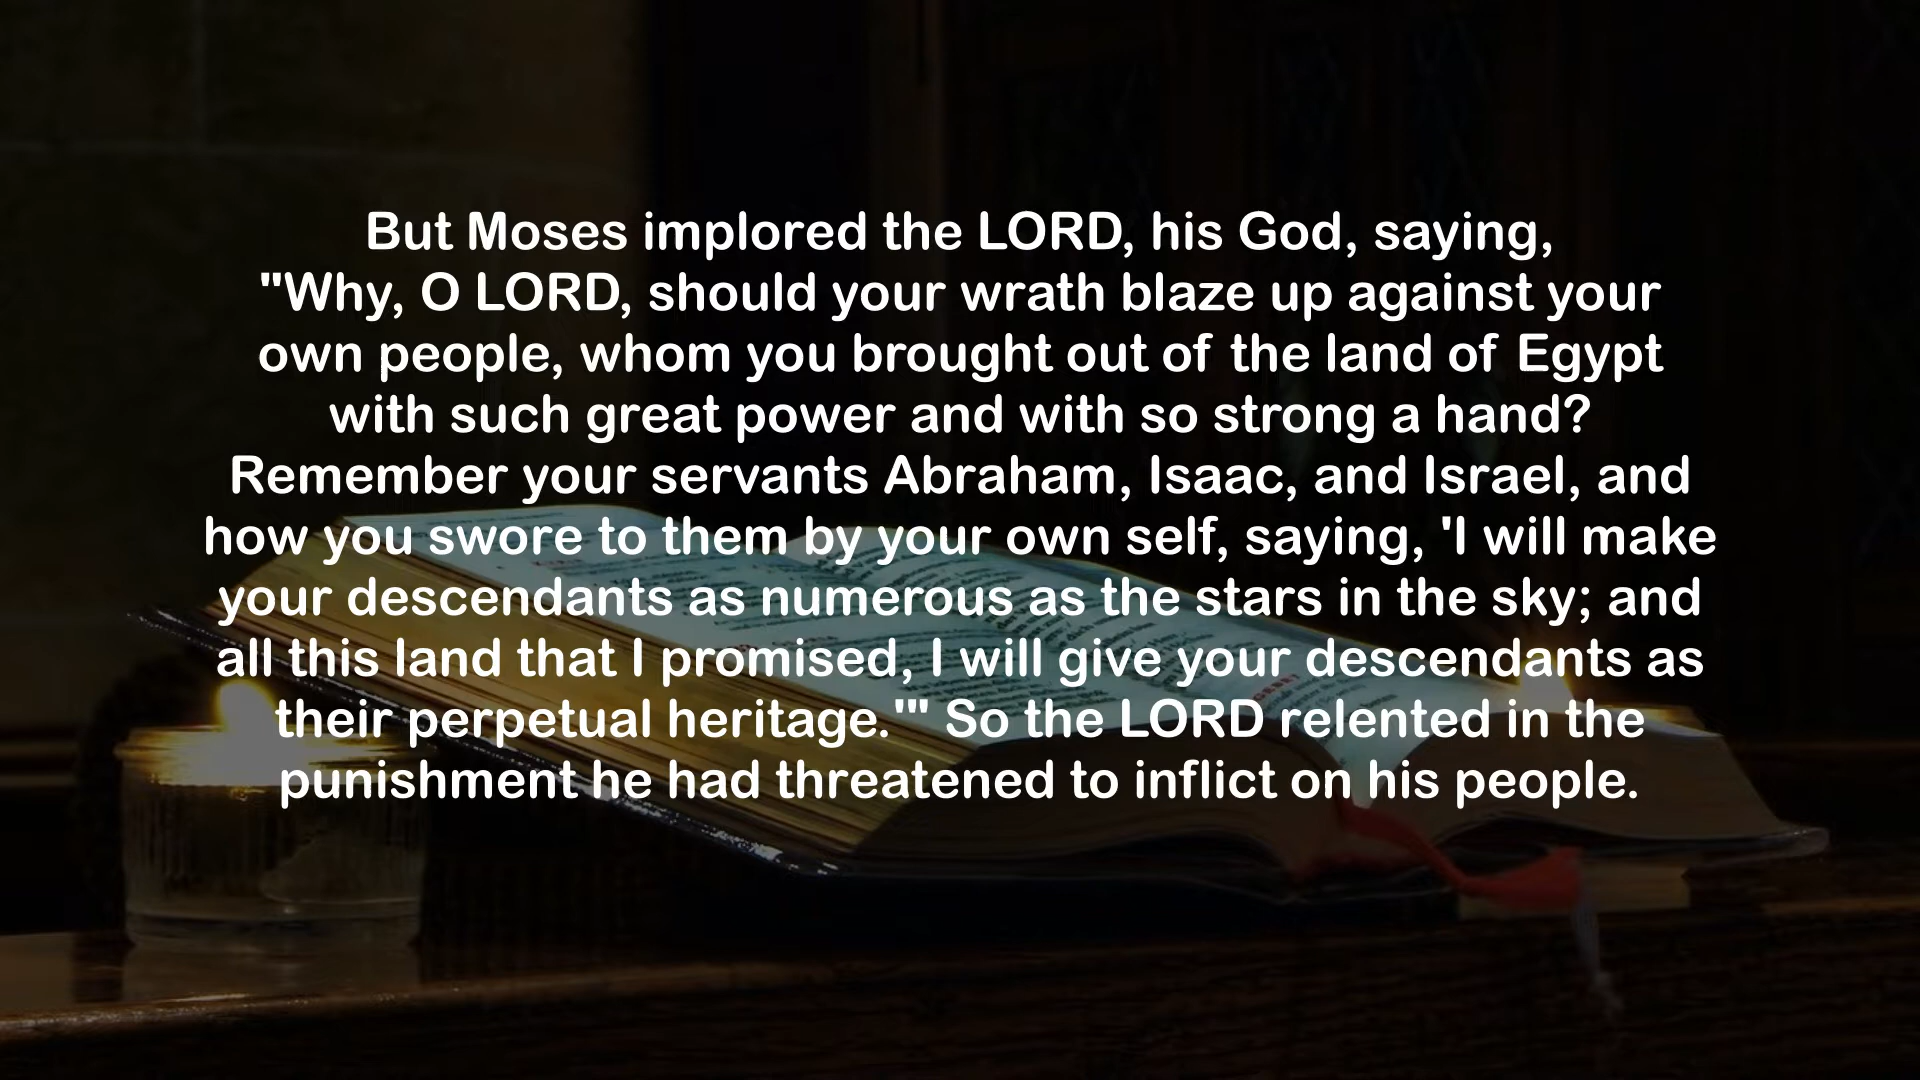 But Moses implored the LORD, his God, saying,
"Why, O LORD, should your wrath blaze up against your
own people, whom you brought out of the land of Egypt
with such great power and with so strong a hand?
Remember your servants Abraham, Isaac, and Israel, and
how you swore to them by your own self, saying, 'I will make
your descendants as numerous as the stars in the sky; and
all this land that I promised, I will give your descendants as
their perpetual heritage.'" So the LORD relented in the
punishment he had threatened to inflict on his people.